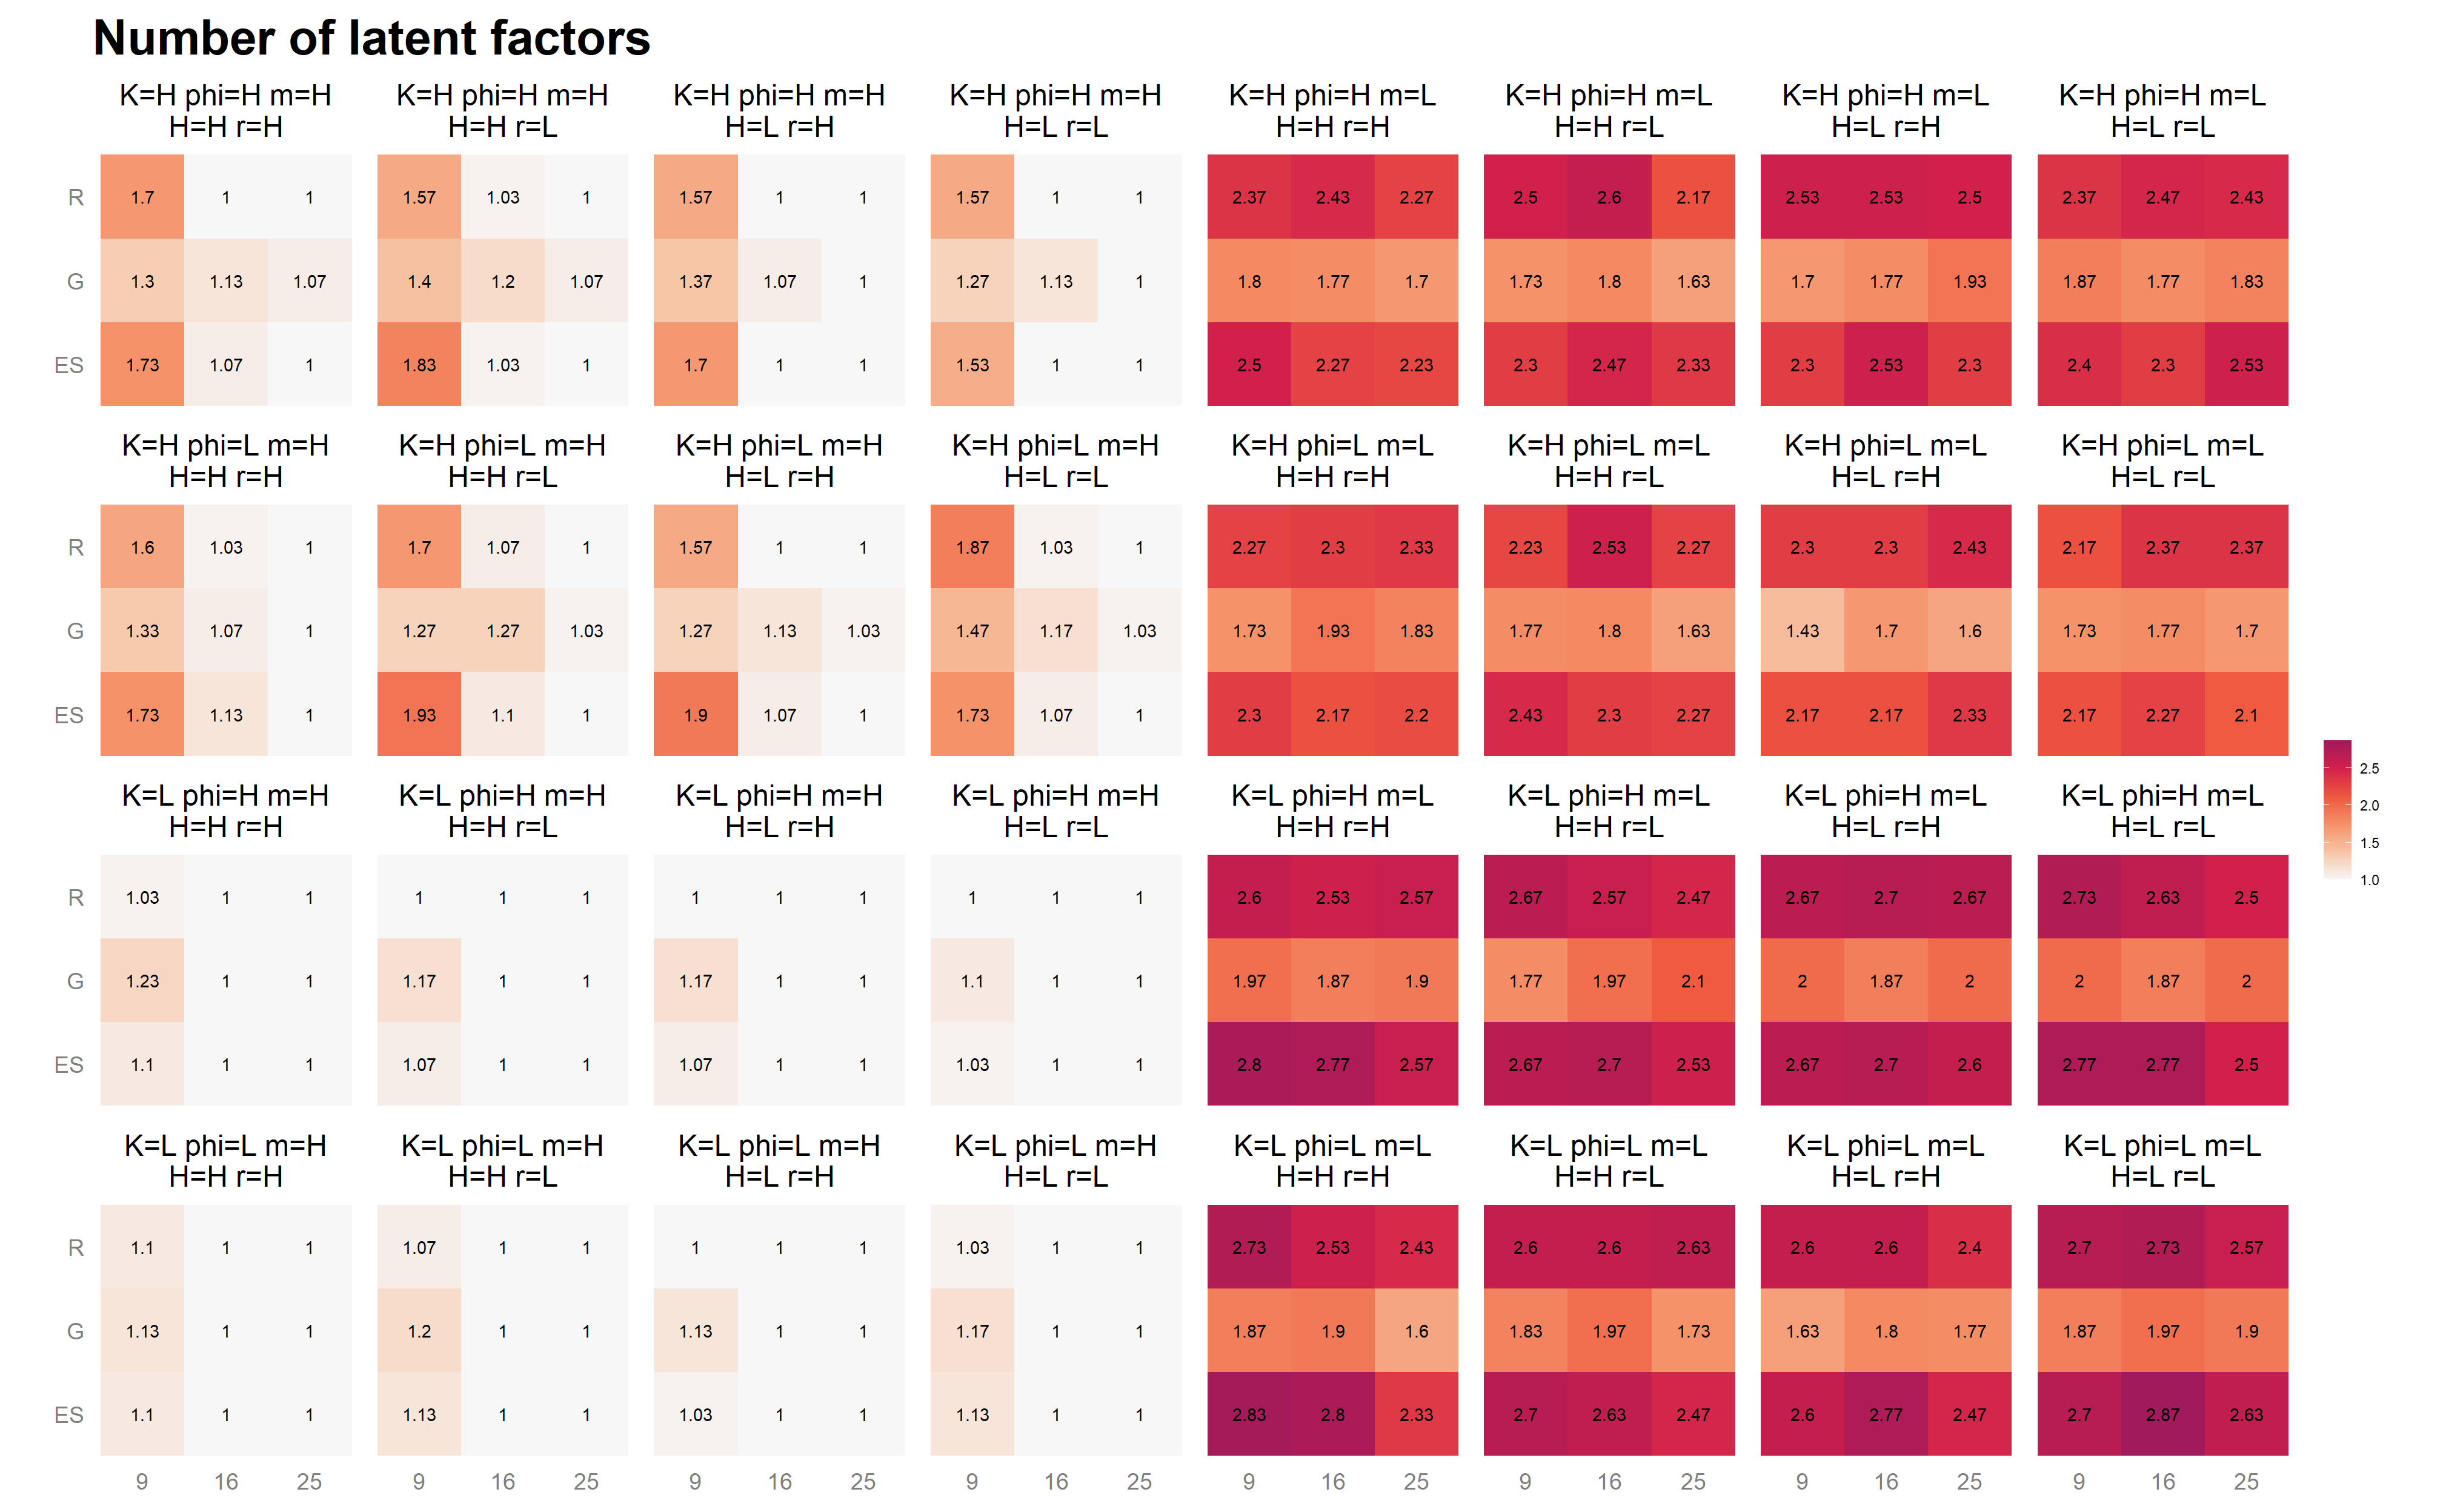 Number of latent factors
K=H phi=H m=H K=H phi=H m=H K=H phi=H m=H K=H phi=H m=H K=H phi=H m=L K=H phi=H m=L K=H phi=H m=L K=H phi=H m=L
H=H r=H H=H r=L H=L r=H H=L r=L H=H r=H H=H r=L H=L r=H H=L r=L
R 1.7 1 1 1.57 1.03 1 1.57 1 1 1.57 1 1 2.37 2.43 2.27 2.5 2.6 2.17 2.53 2.53 2.5 2.37 2.47 2.43
G 1.3 1.13 1.07 1.4 1.2 1.07 1.37 1.07 1 1.27 1.13 1 1.8 1.77 1.7 1.73 1.8 1.63 1.7 1.77 1.93 1.87 1.77 1.83
ES 1.73 1.07 1 1.83 1.03 1 1.7 1 1 1.53 1 1 2.5 2.27 2.23 2.3 2.47 2.33 2.3 2.53 2.3 2.4 2.3 2.53
K=H phi=L m=H K=H phi=L m=H K=H phi=L m=H K=H phi=L m=H K=H phi=L m=L K=H phi=L m=L K=H phi=L m=L K=H phi=L m=L
H=H r=H H=H r=L H=L r=H H=L r=L H=H r=H H=H r=L H=L r=H H=L r=L
R 1.6 1.03 1 1.7 1.07 1 1.57 1 1 1.87 1.03 1 2.27 2.3 2.33 2.23 2.53 2.27 2.3 2.3 2.43 2.17 2.37 2.37
G 1.33 1.07 1 1.27 1.27 1.03 1.27 1.13 1.03 1.47 1.17 1.03 1.73 1.93 1.83 1.77 1.8 1.63 1.43 1.7 1.6 1.73 1.77 1.7
ES 1.73 1.13 1 1.93 1.1 1 1.9 1.07 1 1.73 1.07 1 2.3 2.17 2.2 2.43 2.3 2.27 2.17 2.17 2.33 2.17 2.27 2.1
2.5
2.0
1.5
1.0
K=L phi=H m=H K=L phi=H m=H K=L phi=H m=H K=L phi=H m=H K=L phi=H m=L K=L phi=H m=L K=L phi=H m=L K=L phi=H m=L
H=H r=H H=H r=L H=L r=H H=L r=L H=H r=H H=H r=L H=L r=H H=L r=L
R 1.03 1 1 1 1 1 1 1 1 1 1 1 2.6 2.53 2.57 2.67 2.57 2.47 2.67 2.7 2.67 2.73 2.63 2.5
G 1.23 1 1 1.17 1 1 1.17 1 1 1.1 1 1 1.97 1.87 1.9 1.77 1.97 2.1 2 1.87 2 2 1.87 2
ES 1.1 1 1 1.07 1 1 1.07 1 1 1.03 1 1 2.8 2.77 2.57 2.67 2.7 2.53 2.67 2.7 2.6 2.77 2.77 2.5
K=L phi=L m=H K=L phi=L m=H K=L phi=L m=H K=L phi=L m=H K=L phi=L m=L K=L phi=L m=L K=L phi=L m=L K=L phi=L m=L
H=H r=H H=H r=L H=L r=H H=L r=L H=H r=H H=H r=L H=L r=H H=L r=L
R 1.1 1 1 1.07 1 1 1 1 1 1.03 1 1 2.73 2.53 2.43 2.6 2.6 2.63 2.6 2.6 2.4 2.7 2.73 2.57
G 1.13 1 1 1.2 1 1 1.13 1 1 1.17 1 1 1.87 1.9 1.6 1.83 1.97 1.73 1.63 1.8 1.77 1.87 1.97 1.9
ES 1.1 1 1 1.13 1 1 1.03 1 1 1.13 1 1 2.83 2.8 2.33 2.7 2.63 2.47 2.6 2.77 2.47 2.7 2.87 2.63
9 16 25 9 16 25 9 16 25 9 16 25 9 16 25 9 16 25 9 16 25 9 16 25